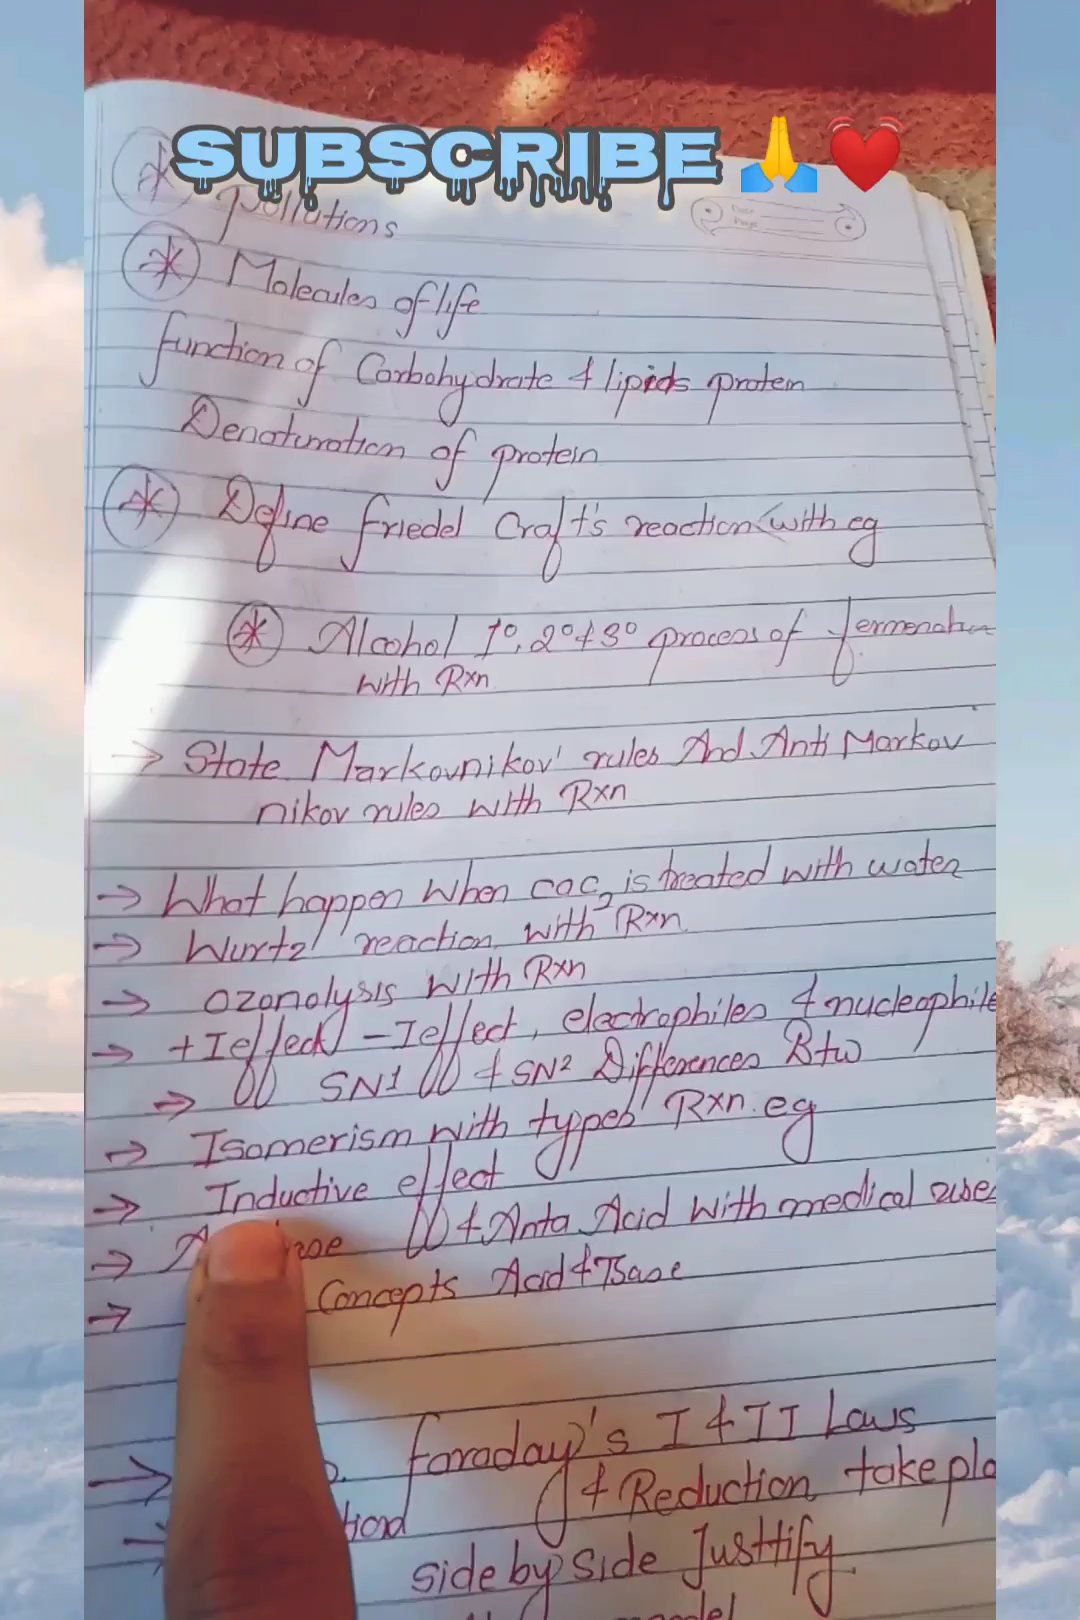 SUBSCRIBE 🙏 💓
* Pollutions
* Molecules of life
function of Carbohydrate & lipids protein
Denaturation of protein
* Define friedel Craft's reaction with eg
* Alcohol 1°, 2° & 3° process of
with Rxn
→ State Markovnikov' rules And Anti Markov
nikov rules with Rxn
→ What happen when cac₂ is treated with water
→ Wurtz' reaction with Rxn
→ ozonolysis with Rxn
→ +I effect, -I effect, electrophiles & nucleophile
→ SN1 & SN² Differences Btw
→ Isomerism with types Rxn. eg
→ Inductive effect
→ & Anta Acid with medical uses
→ Concepts Acid & Base
→ faraday's I & II Laws
→ & Reduction take pla
side by side Justtify